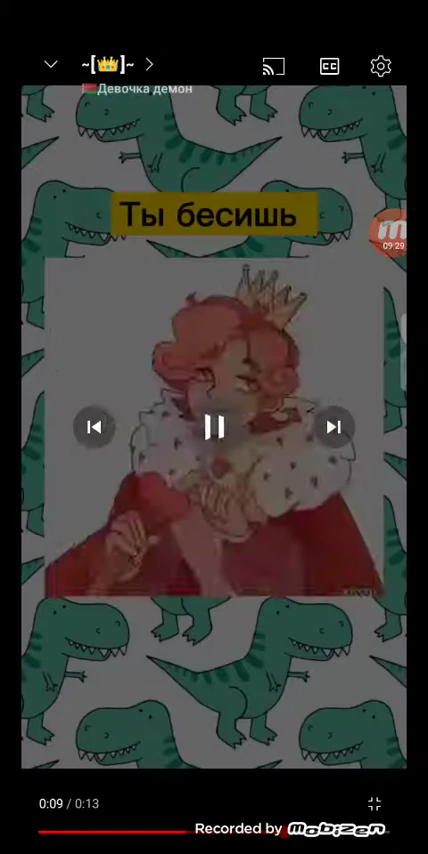 ~[👑]~
🇧🇾Девочка демон
Ты бесишь
09:29
0:09 / 0:13
Recorded by mobizen